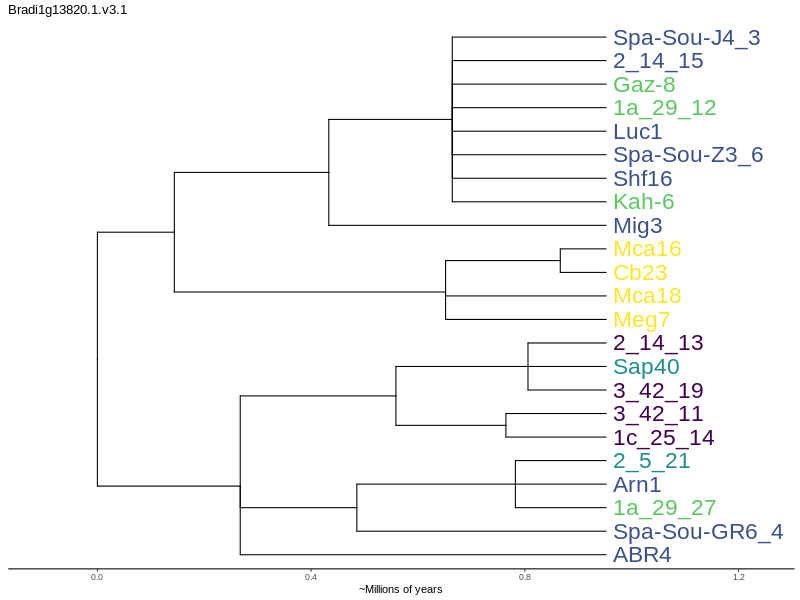 Bradi1g13820.1.v3.1
Spa-Sou-J4_3
2_14_15
Gaz-8
1a_29_12
Luc1
Spa-Sou-Z3_6
Shf16
Kah-6
Mig3
Mca16
Cb23
Mca18
Meg7
2_14_13
Sap40
3_42_19
3_42_11
1c_25_14
2_5_21
Arn1
1a_29_27
Spa-Sou-GR6_4
ABR4
0.0 0.4 0.8 1.2
~Millions of years